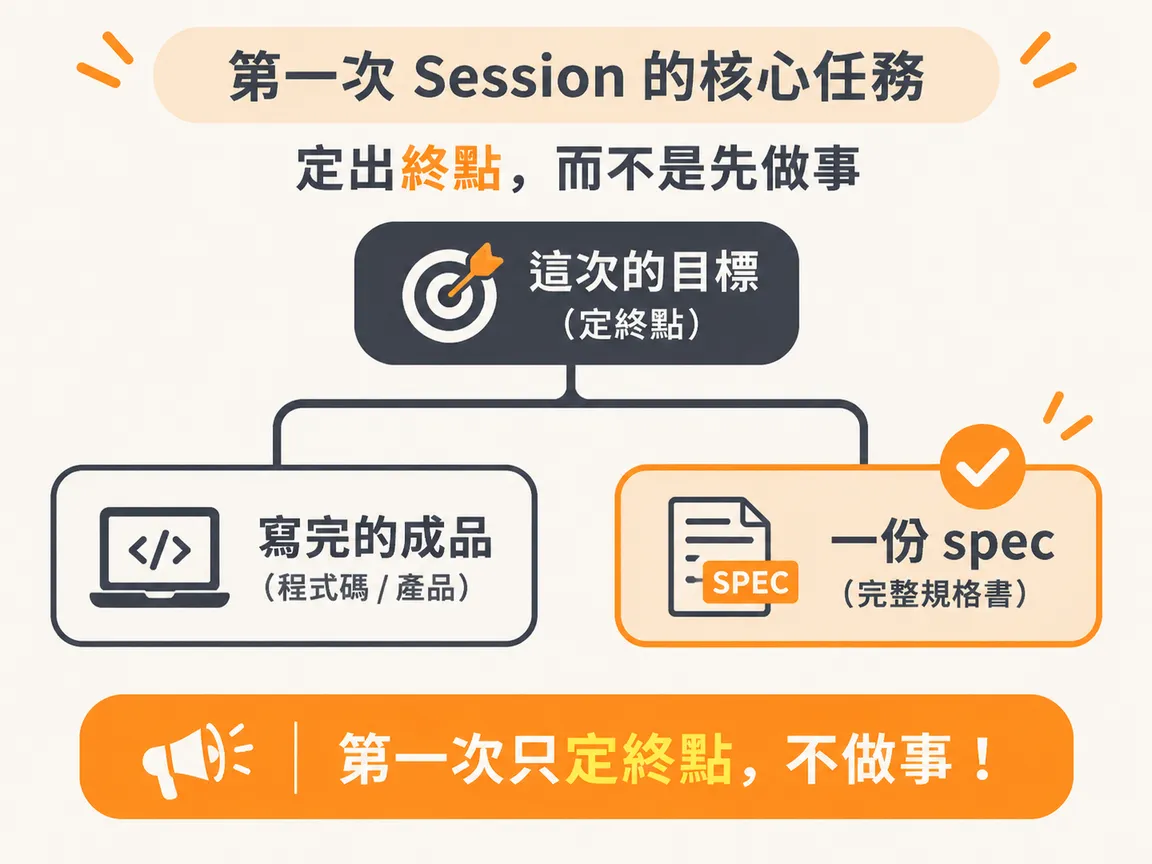 第一次 Session 的核心任務
定出終點，而不是先做事
這次的目標
（定終點）
</>
寫完的成品
（程式碼 / 產品）
SPEC
一份 spec
（完整規格書）
第一次只定終點，不做事！